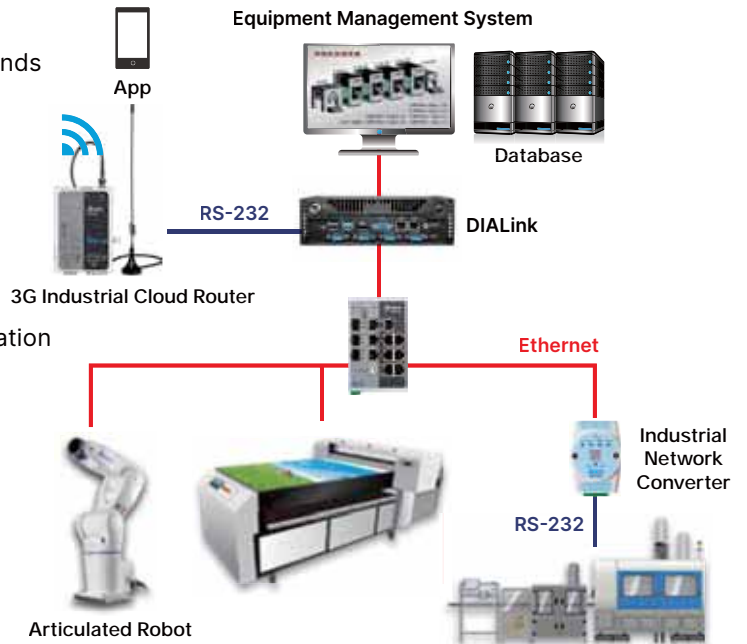 Equipment Management System
nds
App
Database
RS-232
DIALink
3G Industrial Cloud Router
ation
Ethernet
Industrial
Network
Converter
RS-232
Articulated Robot